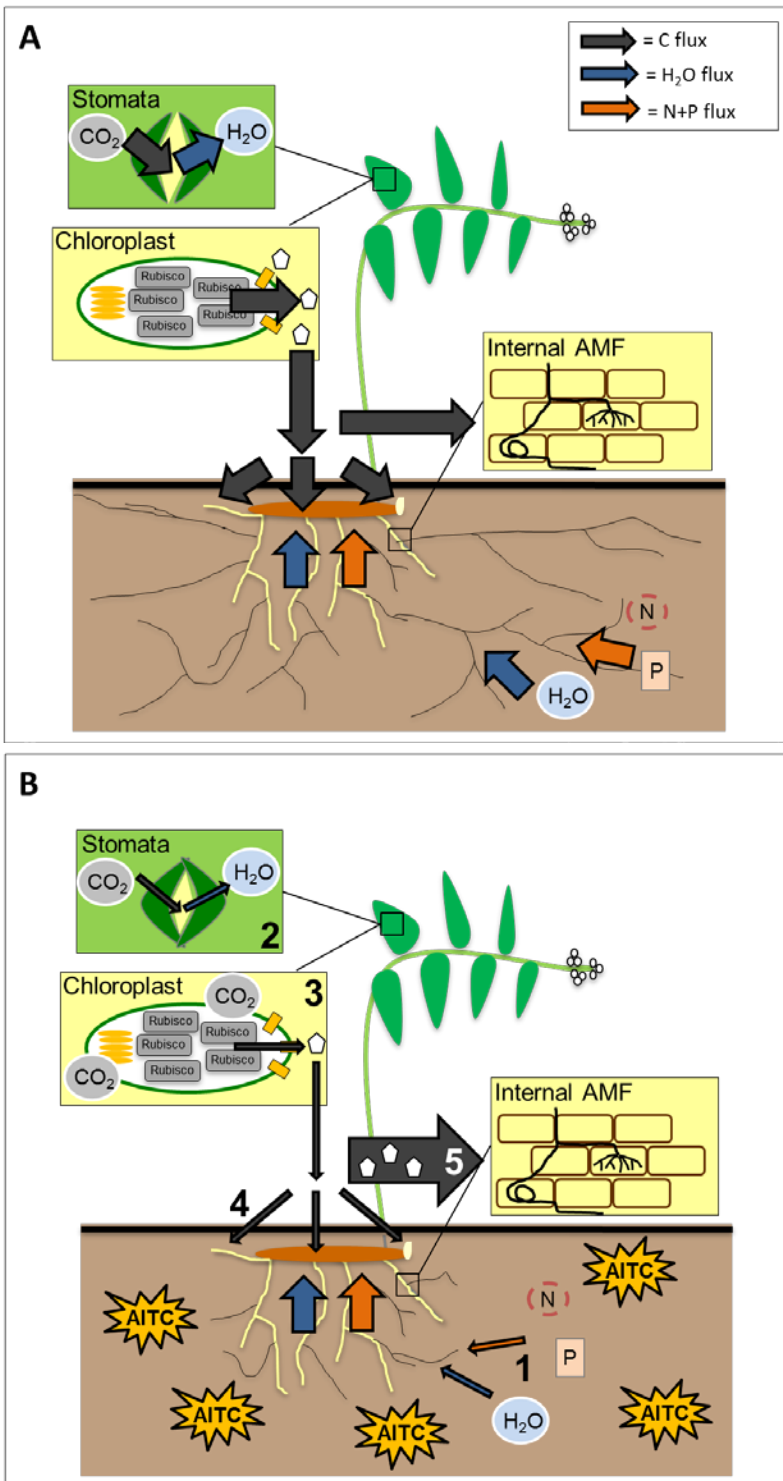 A
= C flux
= H₂O flux
= N+P flux
Stomata
CO₂
H₂O
Chloroplast
Rubisco
Rubisco
Rubisco
Rubisco
Rubisco
Internal AMF
N
P
H₂O
B
Stomata
CO₂
H₂O
2
Chloroplast
3
CO₂
Rubisco
Rubisco
Rubisco
Rubisco
Rubisco
CO₂
Internal AMF
5
4
AITC
AITC
N
1
P
AITC
AITC
H₂O
AITC